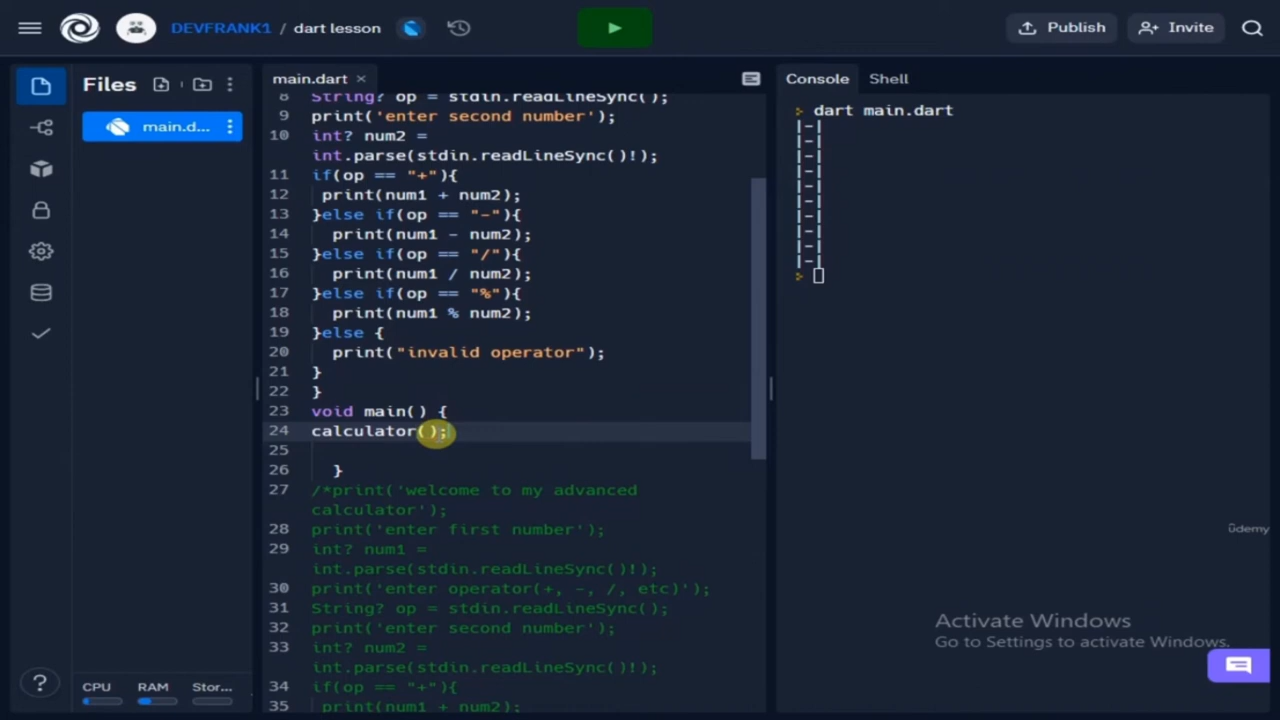 DEVFRANK1 / dart lesson
Publish
Invite
Files
main.d...
main.dart
8 String? op = stdin.readLineSync();
9 print('enter second number');
10 int? num2 =
int.parse(stdin.readLineSync()!);
11 if(op == "+"){
12 print(num1 + num2);
13 }else if(op == "-"){
14 print(num1 - num2);
15 }else if(op == "/"){
16 print(num1 / num2);
17 }else if(op == "%"){
18 print(num1 % num2);
19 }else {
20 print("invalid operator");
21 }
22 }
23 void main() {
24 calculator();
25
26 }
27 /*print('welcome to my advanced
calculator');
28 print('enter first number');
29 int? num1 =
int.parse(stdin.readLineSync()!);
30 print('enter operator(+, -, /, etc)');
31 String? op = stdin.readLineSync();
32 print('enter second number');
33 int? num2 =
int.parse(stdin.readLineSync()!);
34 if(op == "+"){
35 print(num1 + num2);
Console
Shell
> dart main.dart
|-|
|-|
|-|
|-|
|-|
|-|
|-|
|-|
|-|
|-|
>
ûdemy
Activate Windows
Go to Settings to activate Windows.
?
CPU
RAM
Stor...